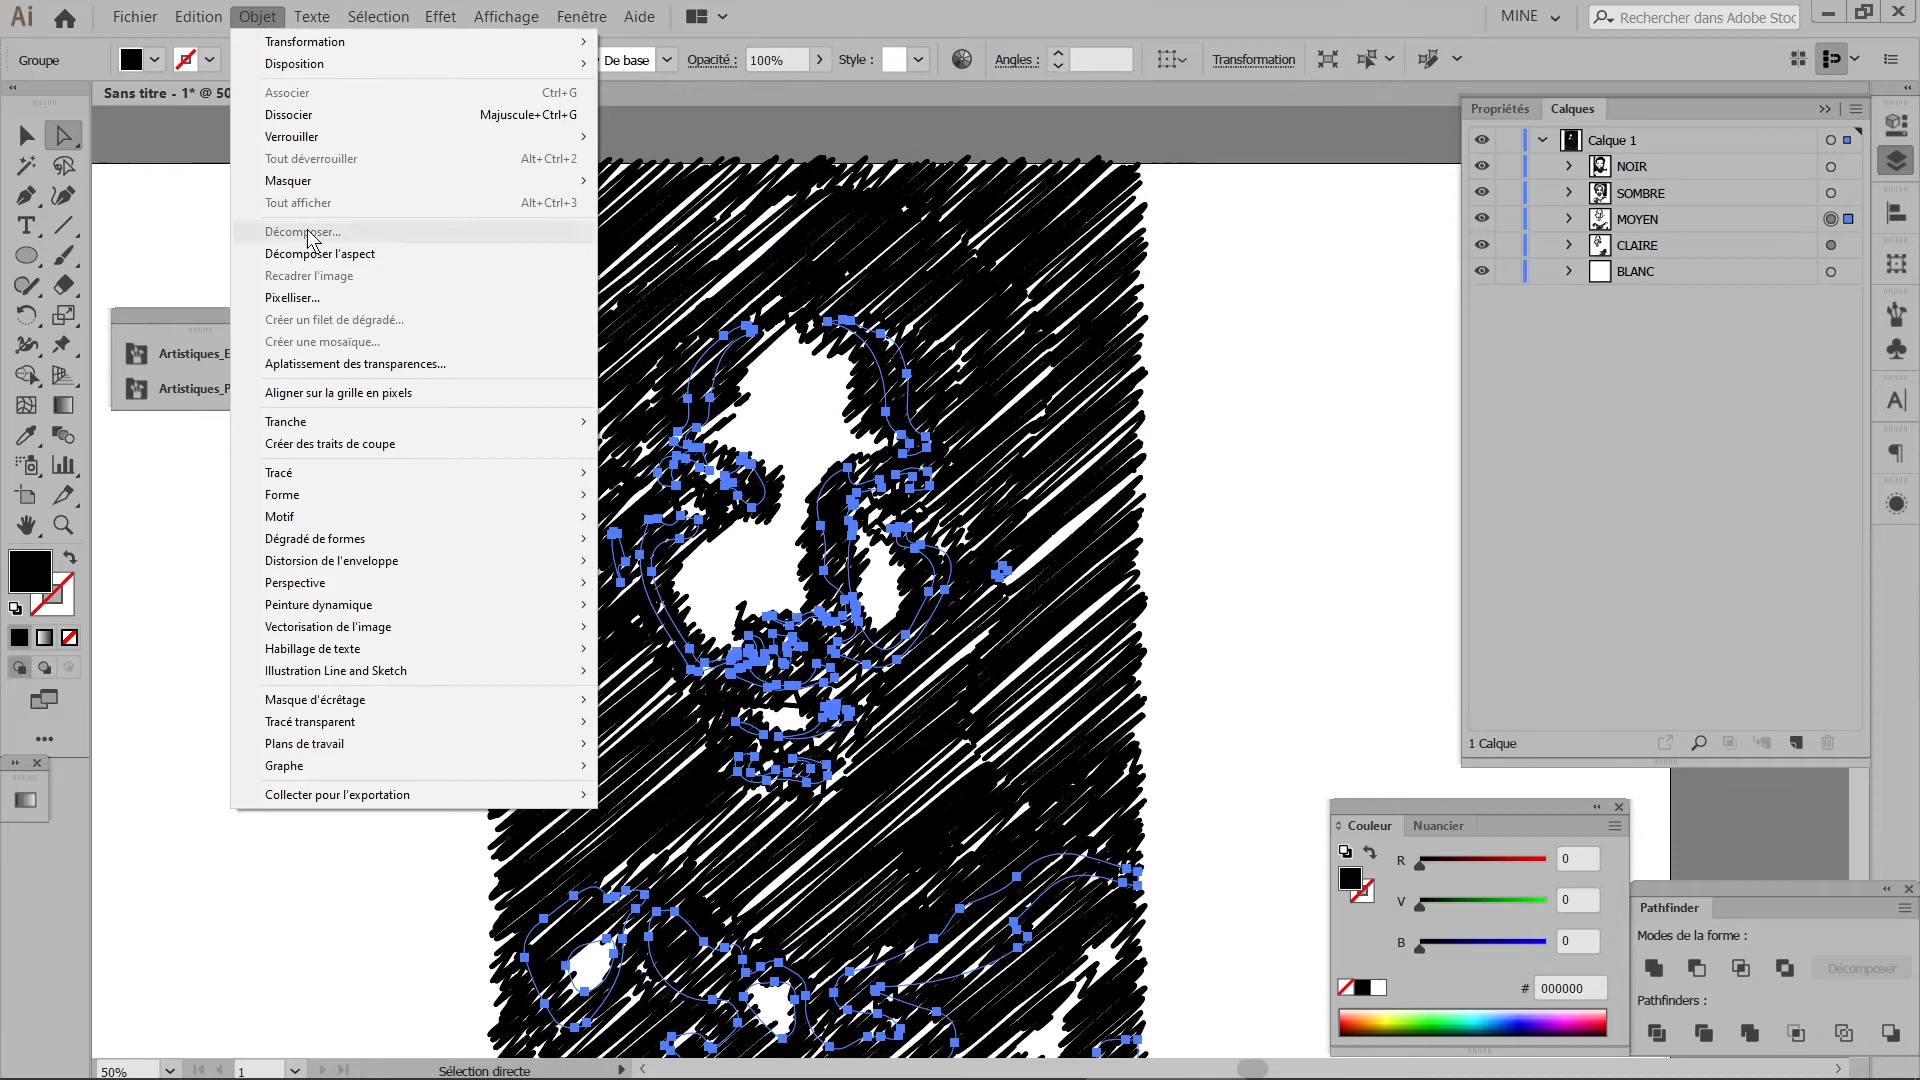 Ai
Fichier
Edition
Objet
Texte
Sélection
Effet
Affichage
Fenêtre
Aide
MINE
Rechercher dans Adobe Stoc
Groupe
De base
Opacité :
100%
Style :
Angles :
Transformation
Sans titre - 1* @ 50
Transformation
Disposition
Associer Ctrl+G
Dissocier Majuscule+Ctrl+G
Verrouiller
Tout déverrouiller Alt+Ctrl+2
Masquer
Tout afficher Alt+Ctrl+3
Décomposer...
Décomposer l'aspect
Recadrer l'image
Pixelliser...
Créer un filet de dégradé...
Créer une mosaïque...
Aplatissement des transparences...
Aligner sur la grille en pixels
Tranche
Créer des traits de coupe
Tracé
Forme
Motif
Dégradé de formes
Distorsion de l'enveloppe
Perspective
Peinture dynamique
Vectorisation de l'image
Habillage de texte
Illustration Line and Sketch
Masque d'écrêtage
Tracé transparent
Plans de travail
Graphe
Collecter pour l'exportation
Artistiques_E
Artistiques_P
Propriétés
Calques
Calque 1
NOIR
SOMBRE
MOYEN
CLAIRE
BLANC
1 Calque
Couleur
Nuancier
R 0
V 0
B 0
# 000000
Pathfinder
Modes de la forme :
Décomposer
Pathfinders :
50%
1
Sélection directe